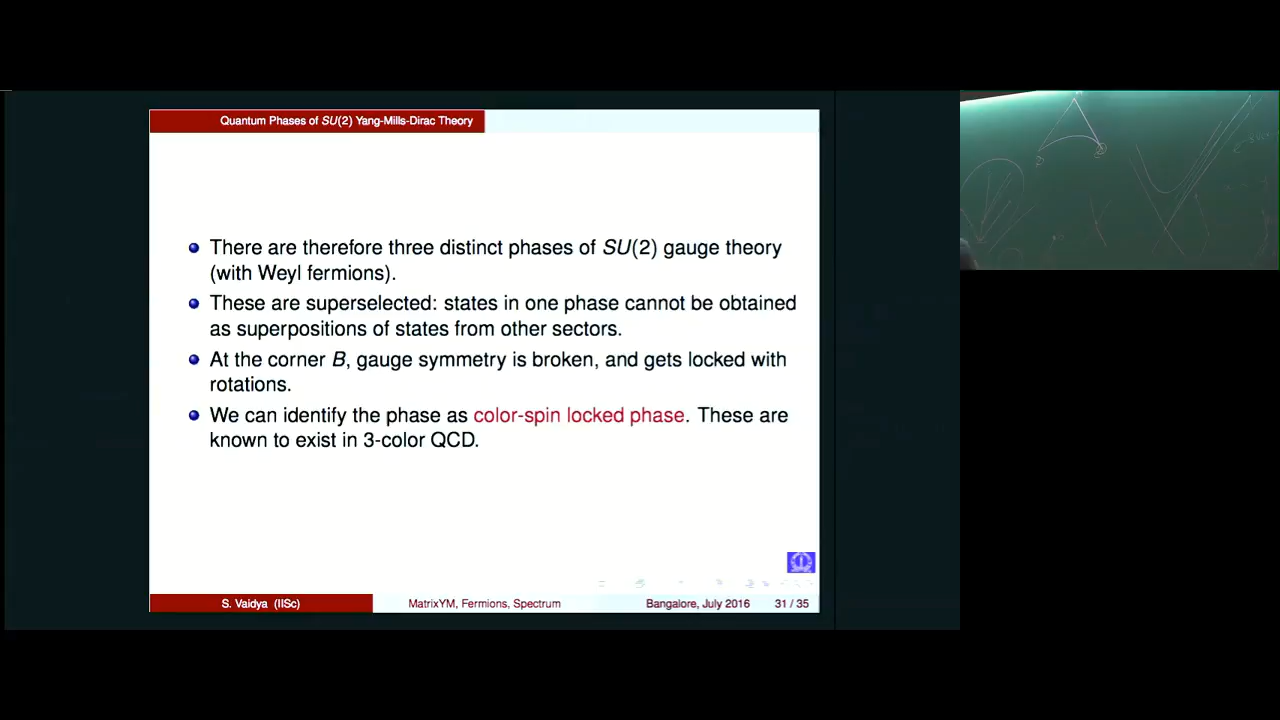 Quantum Phases of SU(2) Yang-Mills-Dirac Theory
There are therefore three distinct phases of SU(2) gauge theory
(with Weyl fermions).
These are superselected: states in one phase cannot be obtained
as superpositions of states from other sectors.
At the corner B, gauge symmetry is broken, and gets locked with
rotations.
We can identify the phase as color-spin locked phase. These are
known to exist in 3-color QCD.
S. Vaidya (IISc) MatrixYM, Fermions, Spectrum Bangalore, July 2016 31 / 35